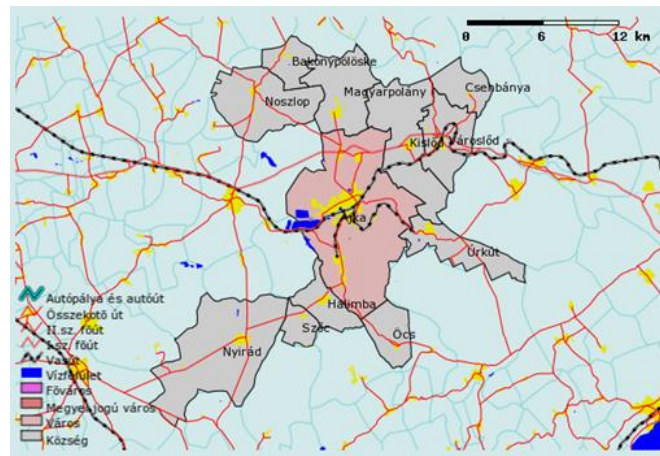 0 6 12 km
Bakonypölöske
Noszlop
Magyarpolány
Csehbánya
Kislőd
Városlőd
Ajka
Úrkút
Halimba
Szőc
Öcs
Nyirád
Autópálya és autóút
Összekotő út
II.sz. főút
I.sz. főút
Vasút
Vízfelület
Főváros
Megyei jogú város
Város
Község